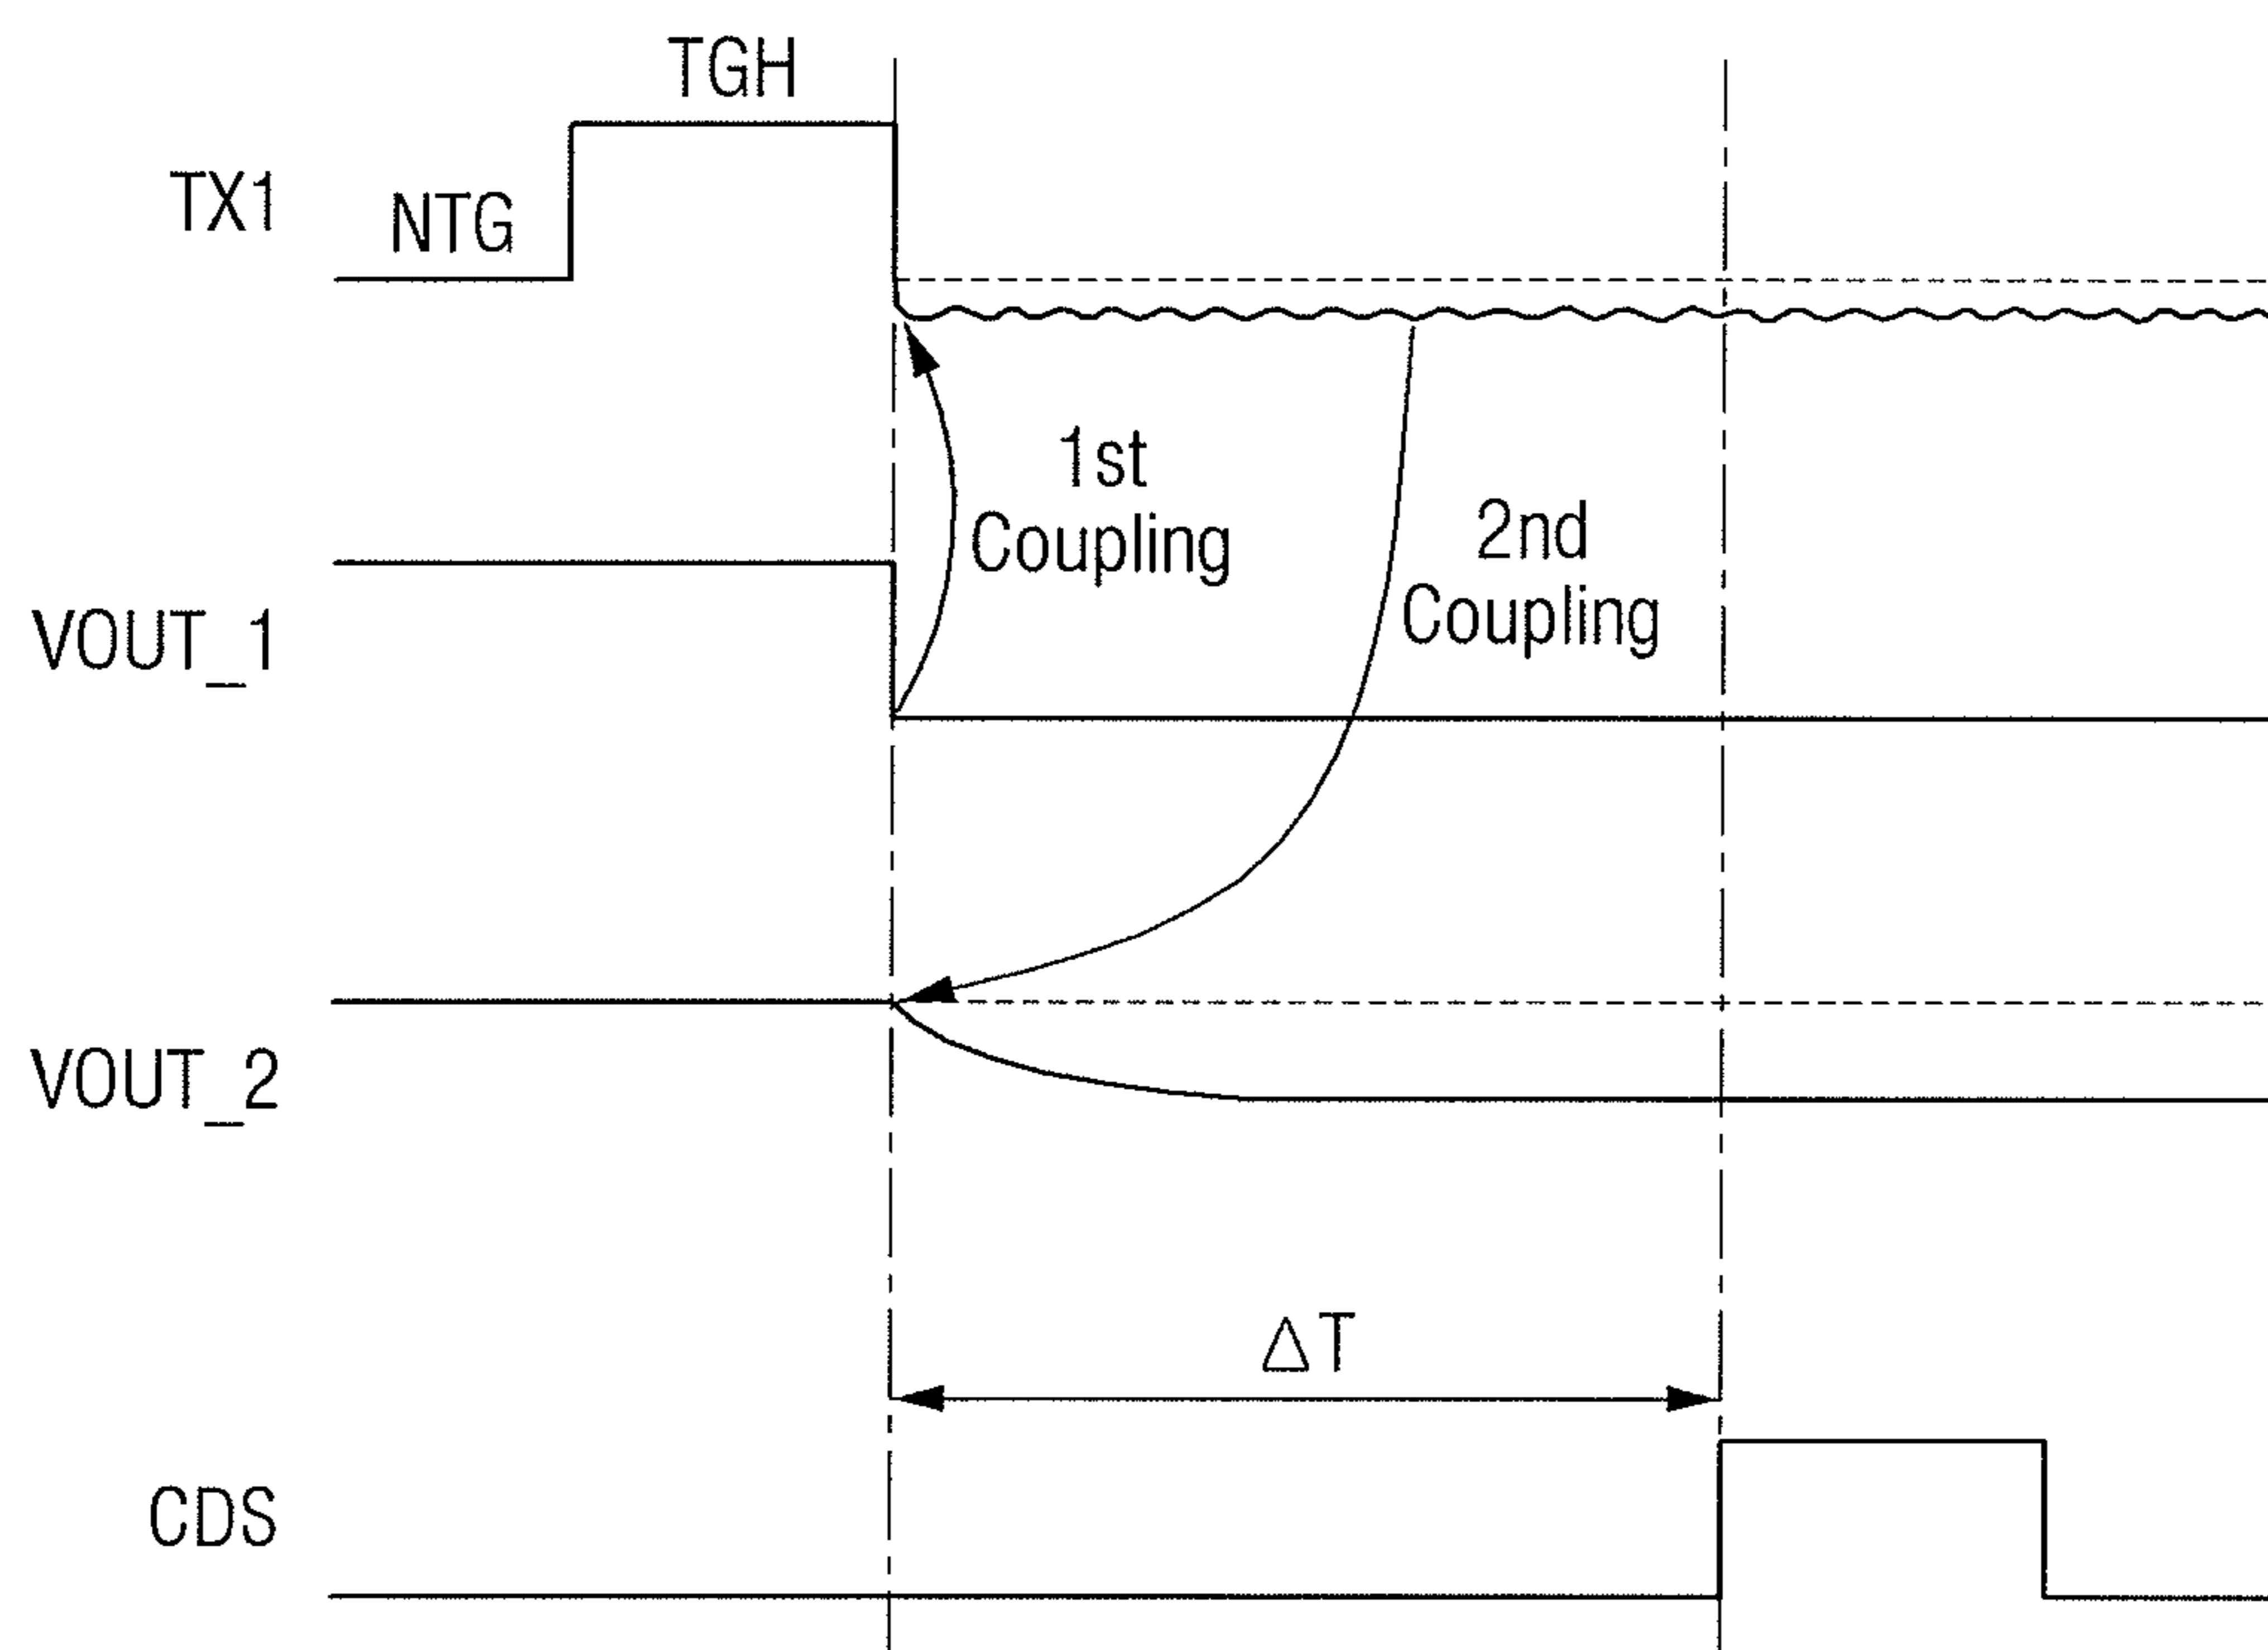 TGH
TX1
NTG
1st
Coupling
2nd
Coupling
VOUT_1
VOUT_2
ΔT
CDS